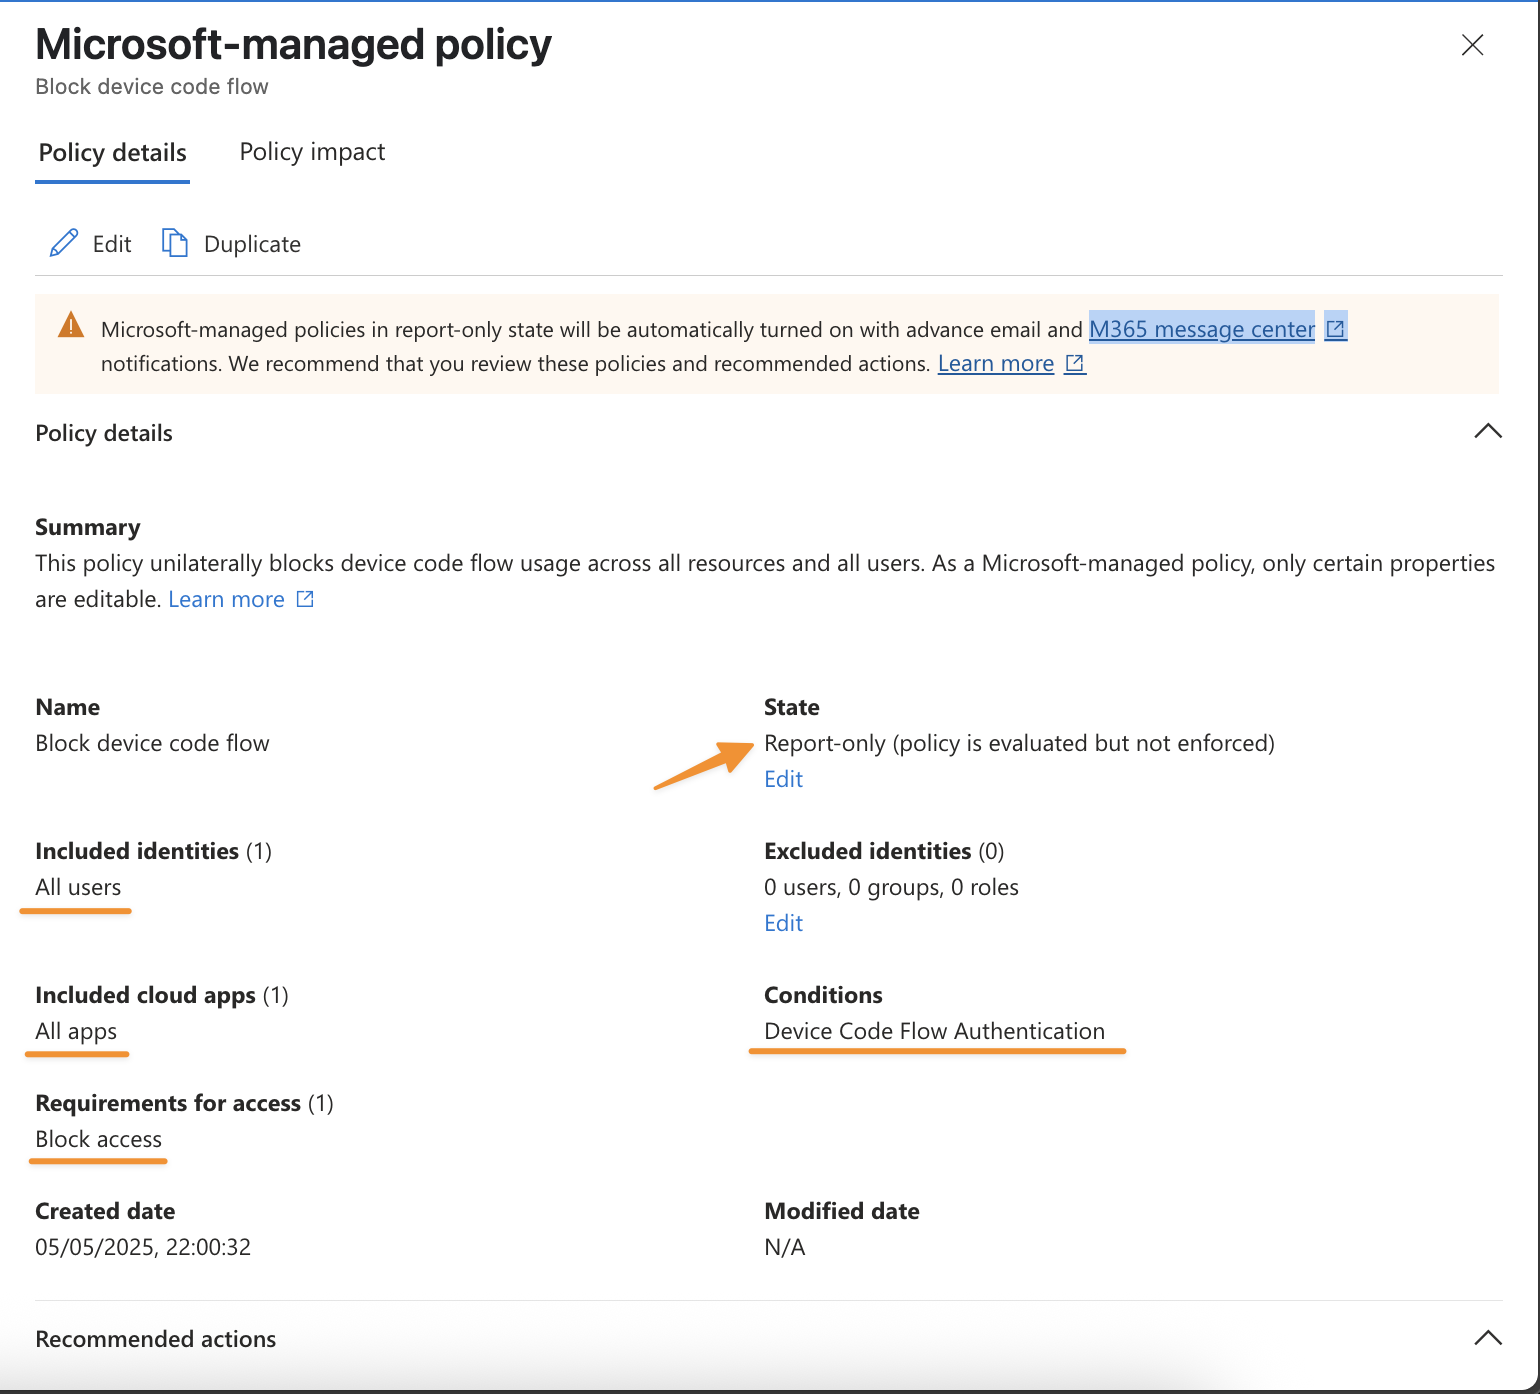 Microsoft-managed policy
Block device code flow
Policy details
Policy impact
Edit
Duplicate
Microsoft-managed policies in report-only state will be automatically turned on with advance email and M365 message center
notifications. We recommend that you review these policies and recommended actions. Learn more
Policy details
Summary
This policy unilaterally blocks device code flow usage across all resources and all users. As a Microsoft-managed policy, only certain properties
are editable. Learn more
Name
Block device code flow
State
Report-only (policy is evaluated but not enforced)
Edit
Included identities (1)
All users
Excluded identities (0)
0 users, 0 groups, 0 roles
Edit
Included cloud apps (1)
All apps
Conditions
Device Code Flow Authentication
Requirements for access (1)
Block access
Created date
05/05/2025, 22:00:32
Modified date
N/A
Recommended actions